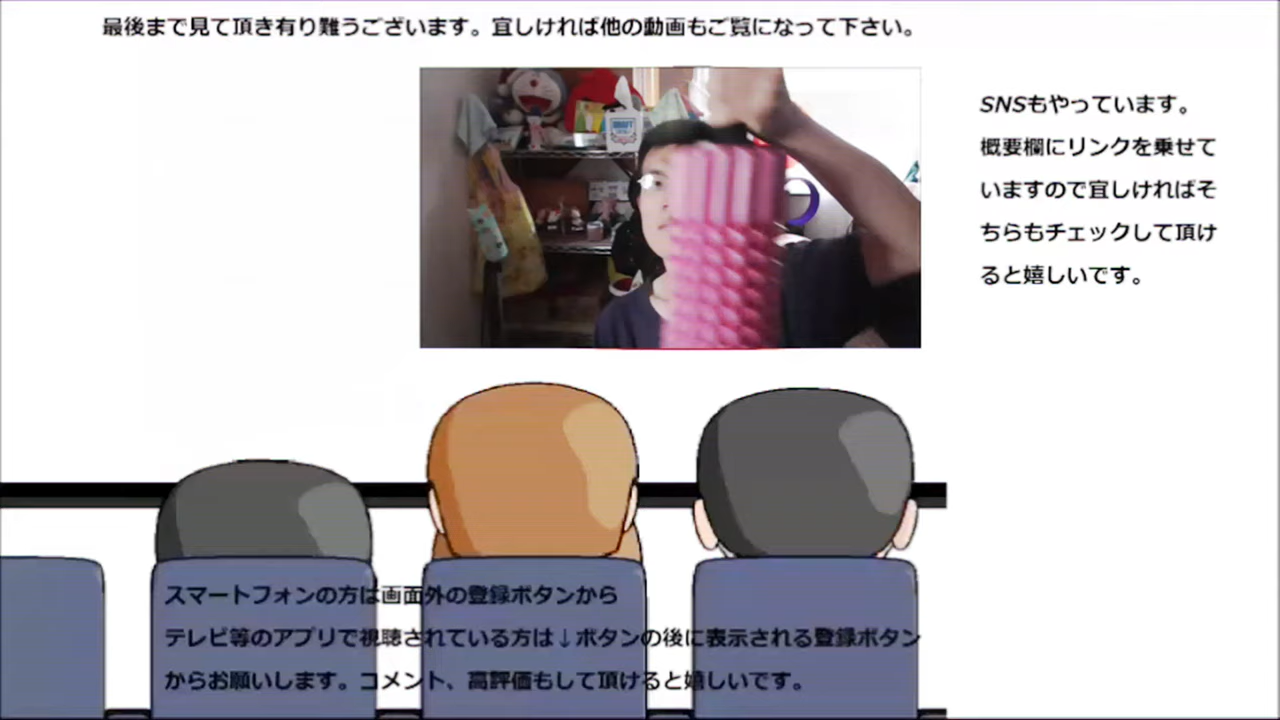 最後まで見て頂き有り難うございます。宜しければ他の動画もご覧になって下さい。
SNSもやっています。
概要欄にリンクを乗せて
いますので宜しければそ
ちらもチェックして頂け
ると嬉しいです。
スマートフォンの方は画面外の登録ボタンから
テレビ等のアプリで視聴されている方は↓ボタンの後に表示される登録ボタン
からお願いします。コメント、高評価もして頂けると嬉しいです。